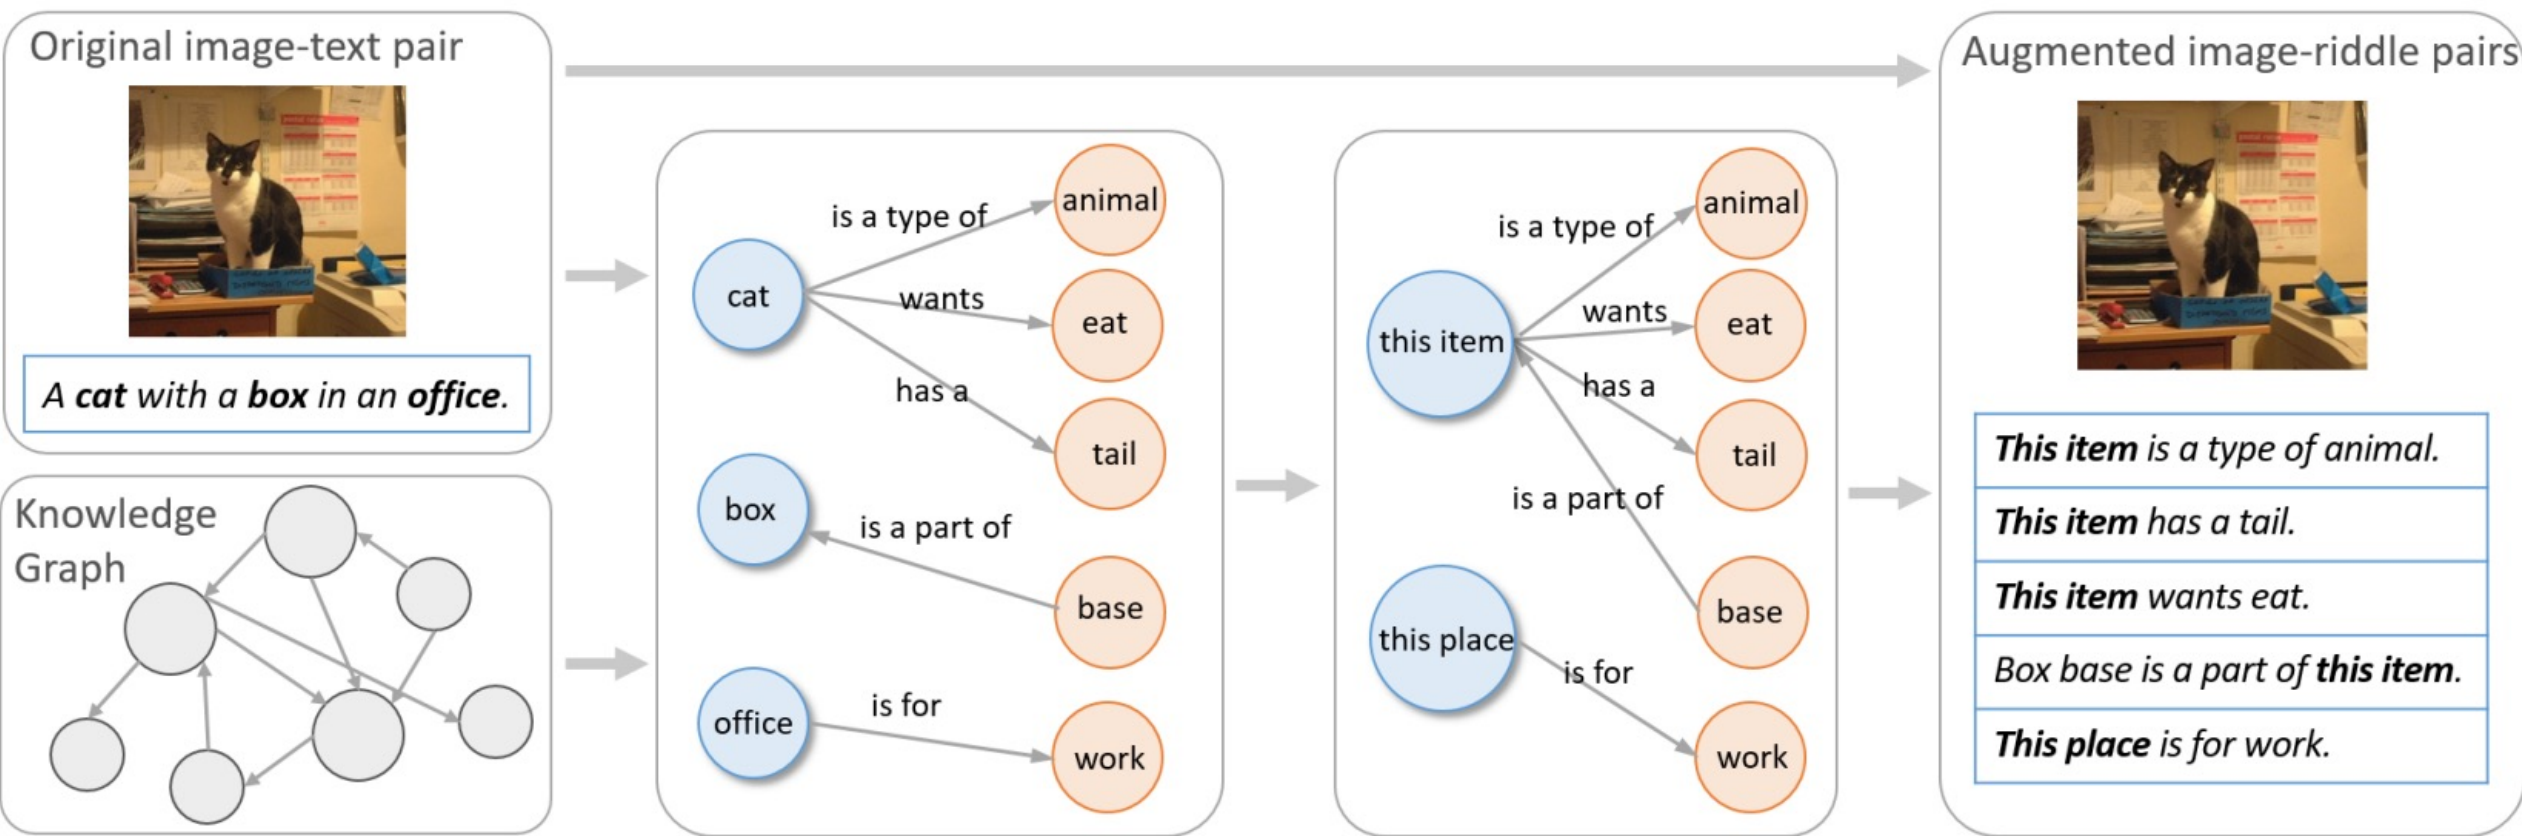 Original image-text pair
A cat with a box in an office.
Knowledge
Graph
cat
is a type of
animal
wants
eat
has a
tail
box
is a part of
base
office
is for
work
this item
is a type of
animal
wants
eat
has a
tail
is a part of
base
this place
is for
work
Augmented image-riddle pairs
This item is a type of animal.
This item has a tail.
This item wants eat.
Box base is a part of this item.
This place is for work.